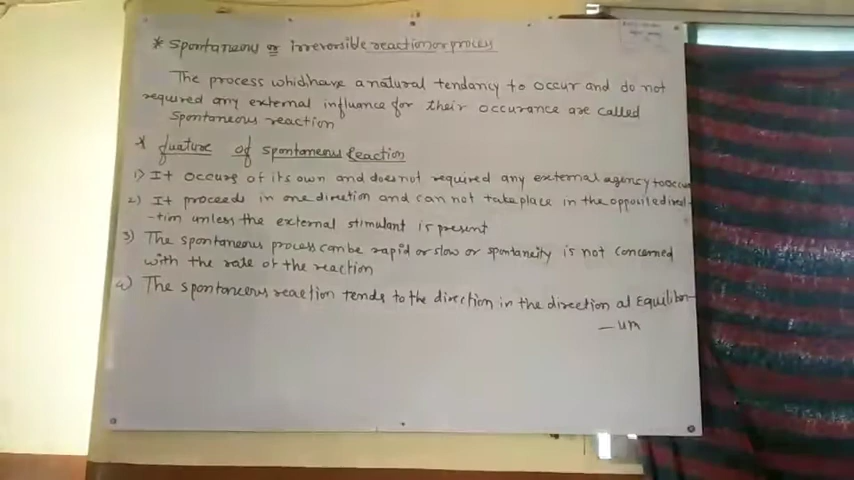 * Spontaneous or irreversible reaction or process
The process which have a natural tendancy to occur and do not
required any external influence for their occurance are called
Spontaneous reaction
* fuature of spontaneous Reaction
1) It occurs of its own and does not required any external agency to occur
2) It proceeds in one direction and can not take place in the opposite direc-
-tion unless the external stimulant is present
3) The spontaneous process can be rapid or slow or spontaneity is not concerned
with the rate of the reaction
4) The spontaneous reaction tends to the direction in the direction of Equilibri-
-um